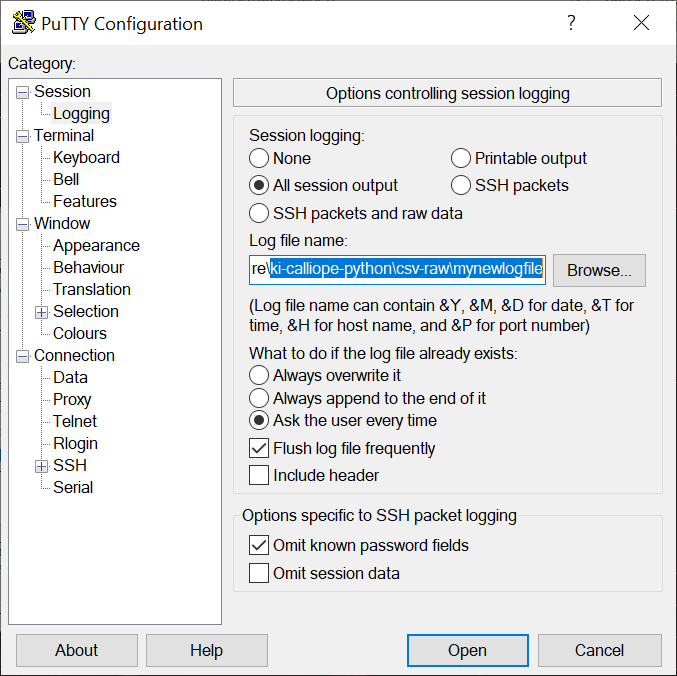 PuTTY Configuration
?
Category:
Session
Logging
Terminal
Keyboard
Bell
Features
Window
Appearance
Behaviour
Translation
Selection
Colours
Connection
Data
Proxy
Telnet
Rlogin
SSH
Serial
Options controlling session logging
Session logging:
None
Printable output
All session output
SSH packets
SSH packets and raw data
Log file name:
re\ki-calliope-python\csv-raw\mynewlogfile
Browse...
(Log file name can contain &Y, &M, &D for date, &T for
time, &H for host name, and &P for port number)
What to do if the log file already exists:
Always overwrite it
Always append to the end of it
Ask the user every time
Flush log file frequently
Include header
Options specific to SSH packet logging
Omit known password fields
Omit session data
About
Help
Open
Cancel